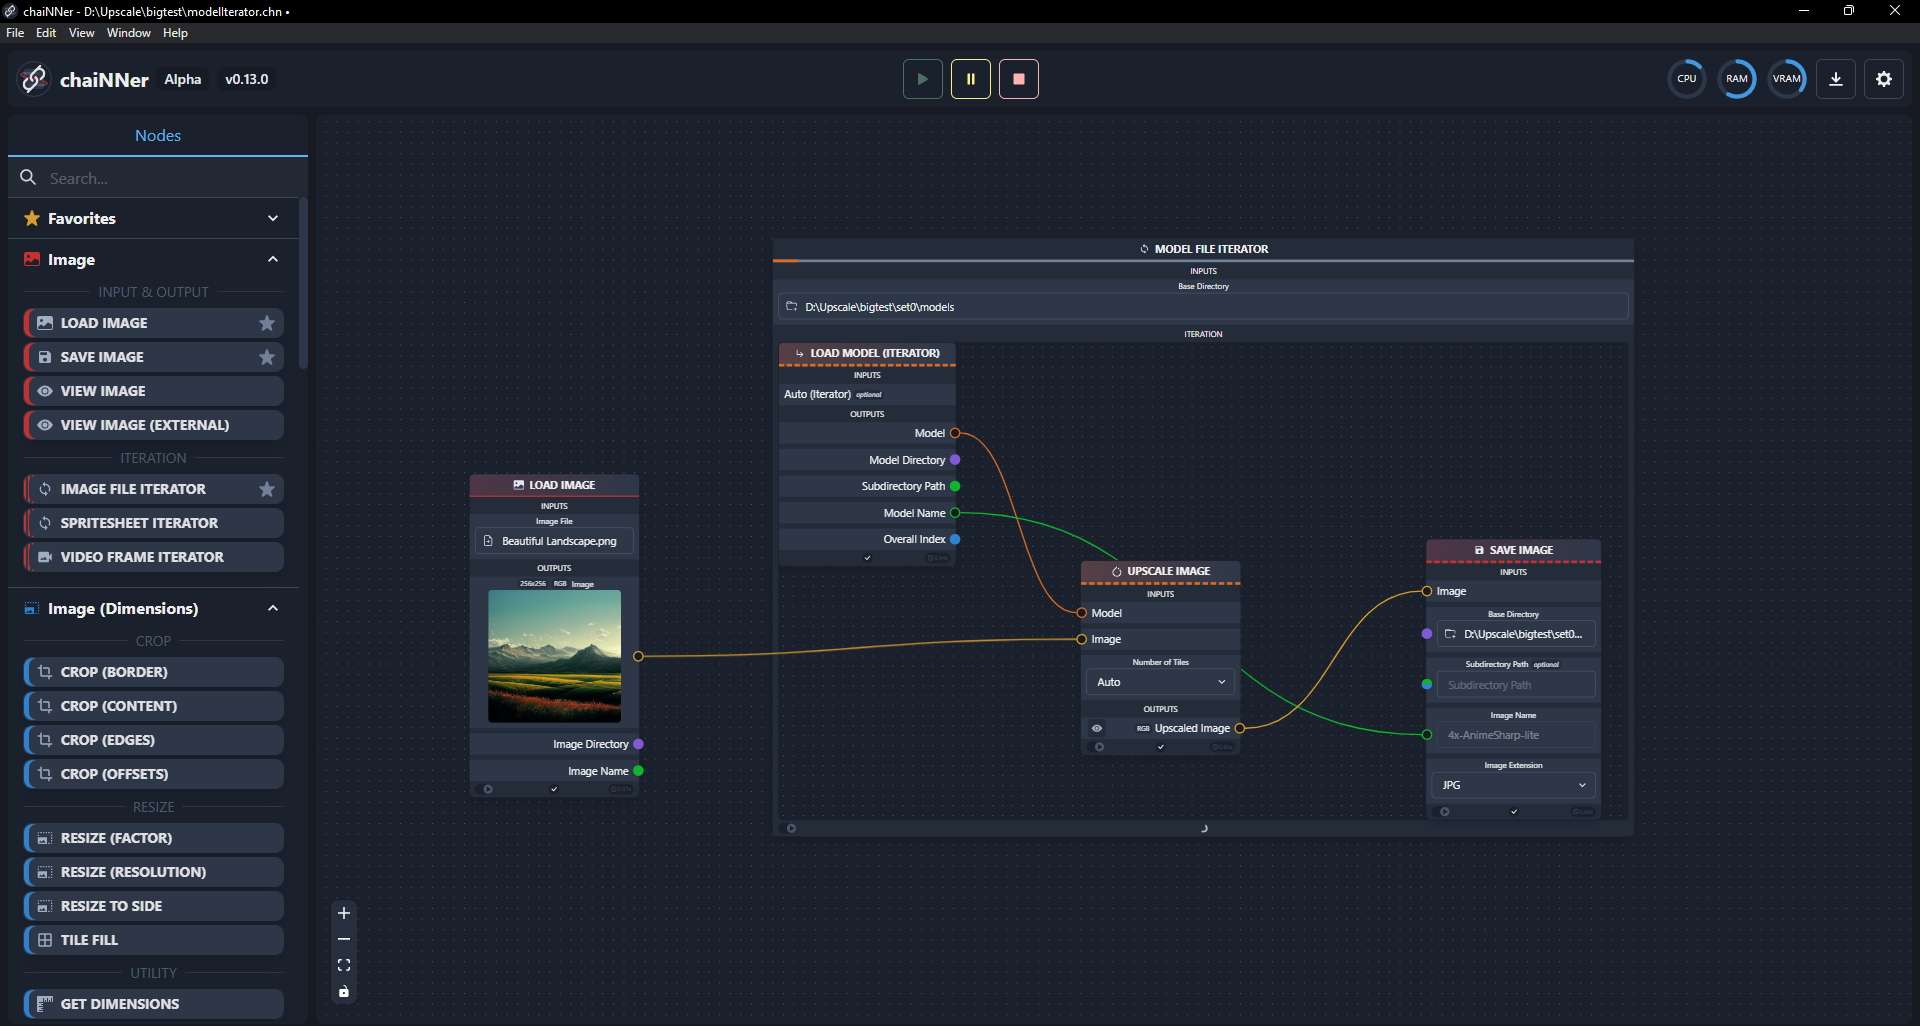 chaiNNer - D:\Upscale\bigtest\modelIterator.chn •
File Edit View Window Help
chaiNNer Alpha v0.13.0
CPU RAM VRAM
Nodes
Search...
Favorites
Image
INPUT & OUTPUT
LOAD IMAGE
SAVE IMAGE
VIEW IMAGE
VIEW IMAGE (EXTERNAL)
ITERATION
IMAGE FILE ITERATOR
SPRITESHEET ITERATOR
VIDEO FRAME ITERATOR
Image (Dimensions)
CROP
CROP (BORDER)
CROP (CONTENT)
CROP (EDGES)
CROP (OFFSETS)
RESIZE
RESIZE (FACTOR)
RESIZE (RESOLUTION)
RESIZE TO SIDE
TILE FILL
UTILITY
GET DIMENSIONS
LOAD IMAGE
INPUTS
Image File
Beautiful Landscape.png
OUTPUTS
256x256 RGB Image
Image Directory
Image Name
MODEL FILE ITERATOR
INPUTS
Base Directory
D:\Upscale\bigtest\set0\models
ITERATION
LOAD MODEL (ITERATOR)
INPUTS
Auto (Iterator) optional
OUTPUTS
Model
Model Directory
Subdirectory Path
Model Name
Overall Index
UPSCALE IMAGE
INPUTS
Model
Image
Number of Tiles
Auto
OUTPUTS
RGB Upscaled Image
SAVE IMAGE
INPUTS
Image
Base Directory
D:\Upscale\bigtest\set0...
Subdirectory Path optional
Subdirectory Path
Image Name
4x-AnimeSharp-lite
Image Extension
JPG